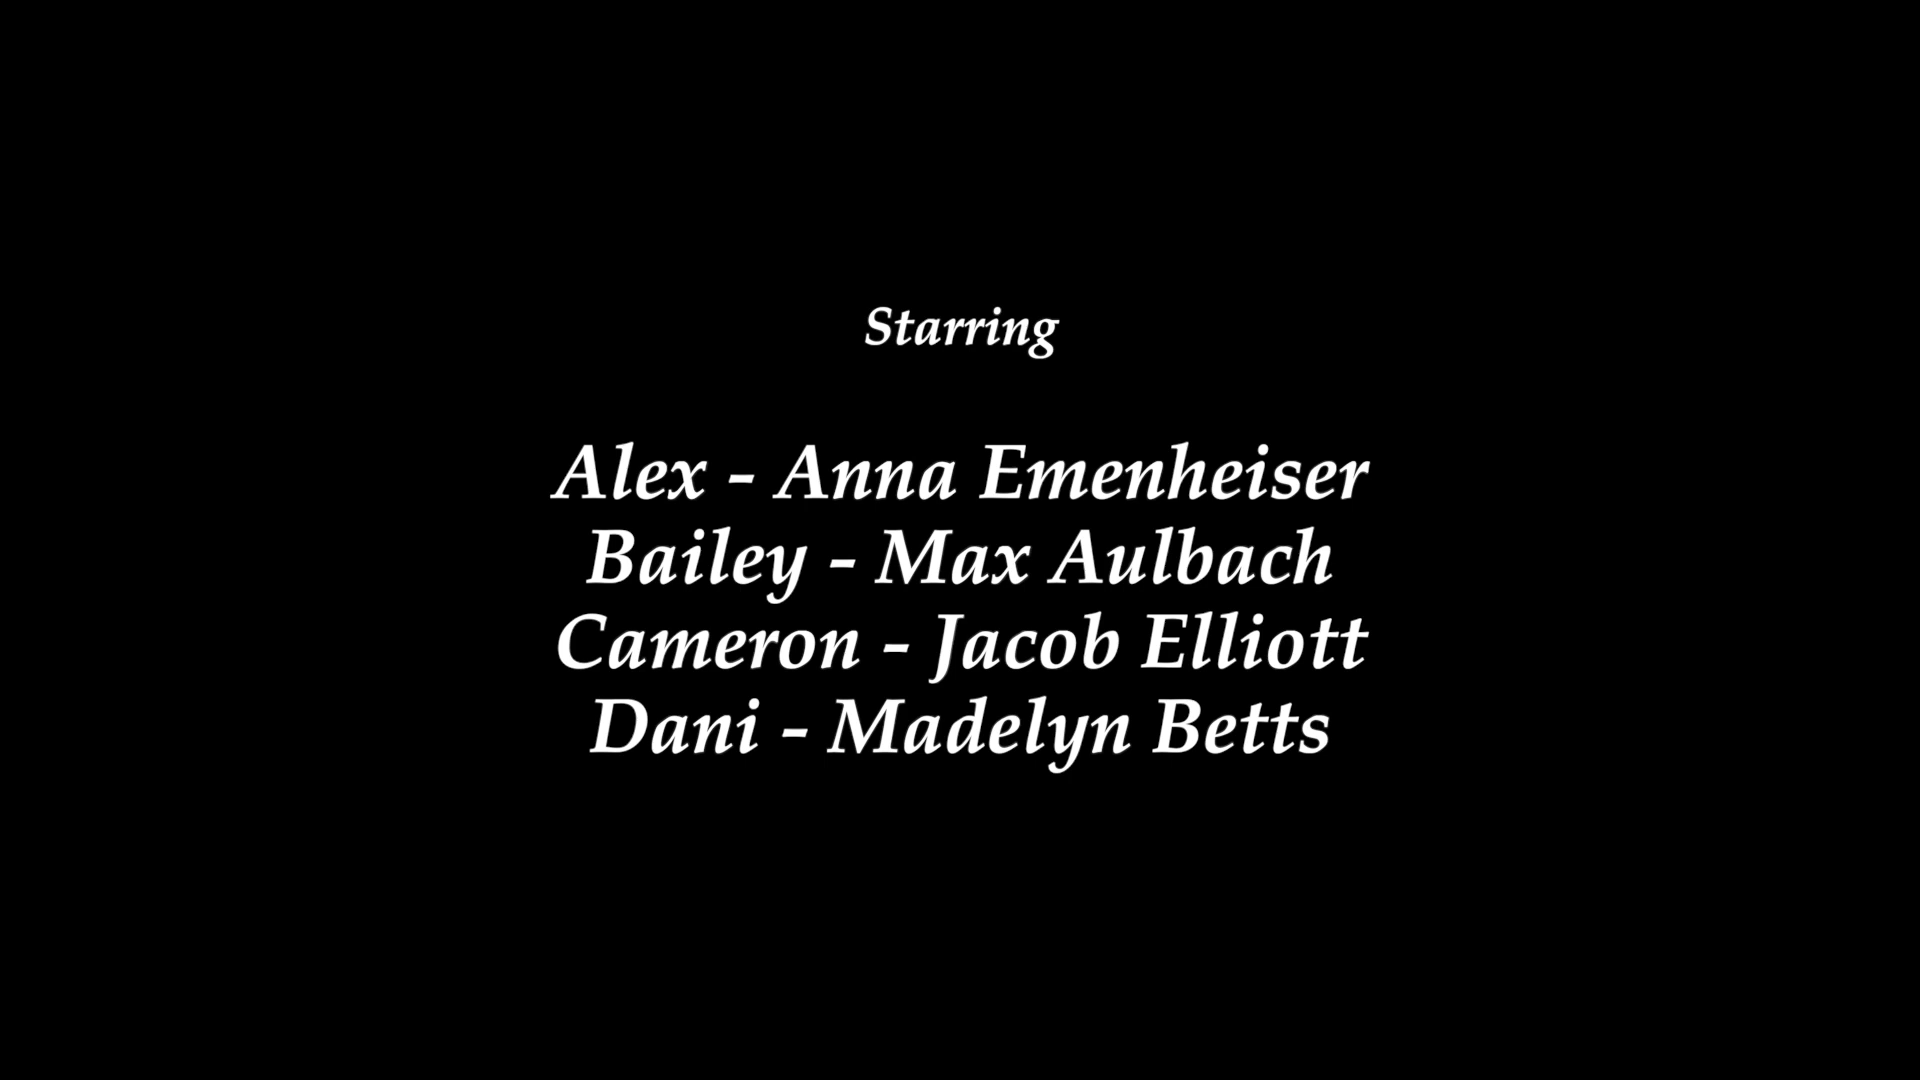 Starring
Alex - Anna Emenheiser
Bailey - Max Aulbach
Cameron - Jacob Elliott
Dani - Madelyn Betts